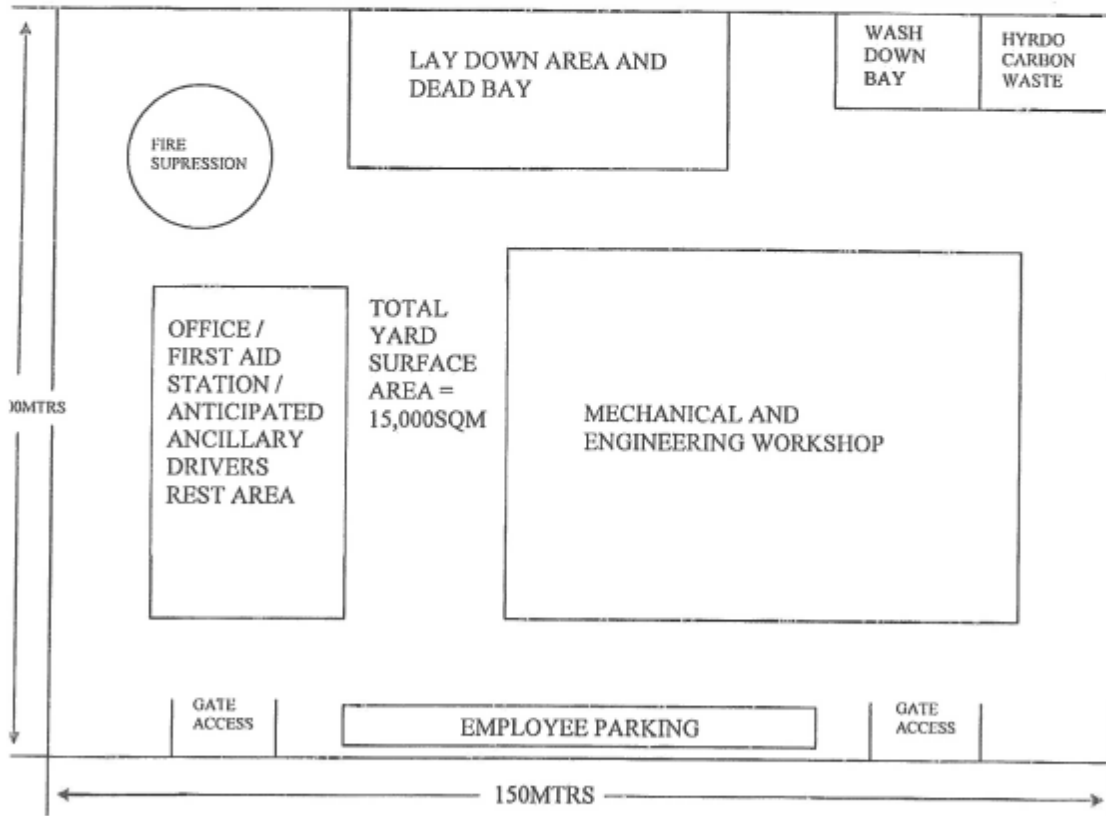 LAY DOWN AREA AND
DEAD BAY
WASH
DOWN
BAY
HYRDO
CARBON
WASTE
FIRE
SUPRESSION
OFFICE /
FIRST AID
STATION /
ANTICIPATED
ANCILLARY
DRIVERS
REST AREA
TOTAL
YARD
SURFACE
AREA =
15,000SQM
MECHANICAL AND
ENGINEERING WORKSHOP
00MTRS
GATE
ACCESS
EMPLOYEE PARKING
GATE
ACCESS
150MTRS